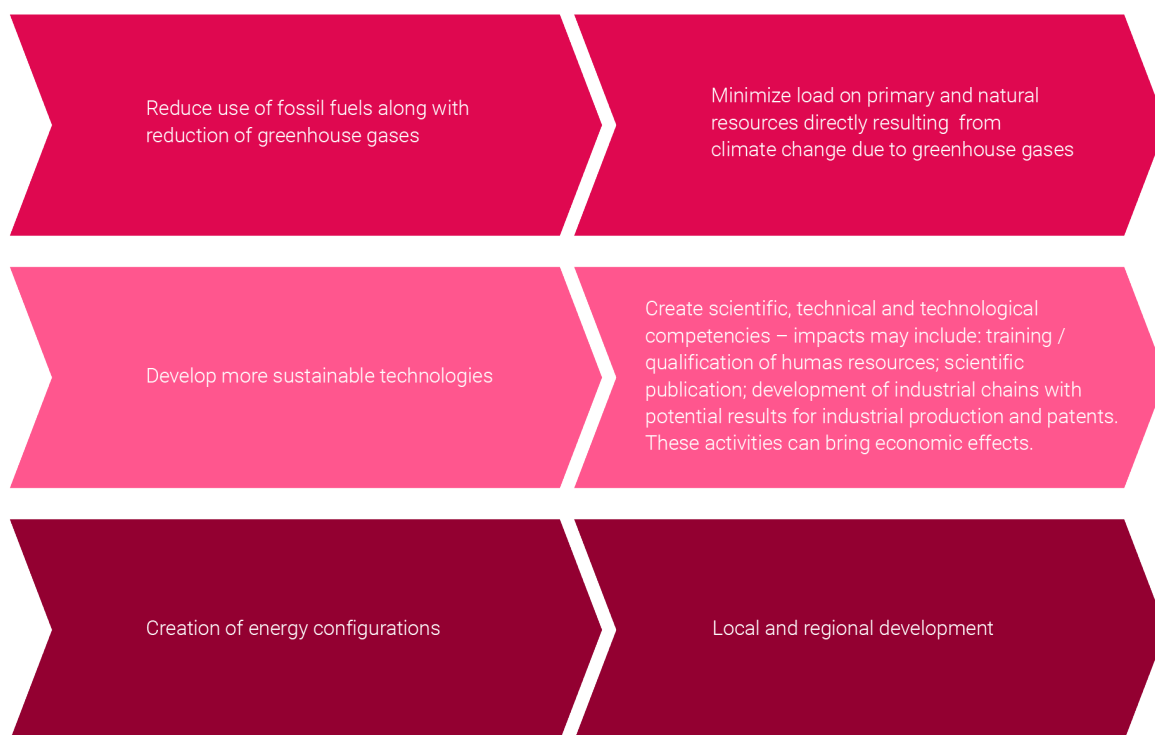 Reduce use of fossil fuels along with
reduction of greenhouse gases
Minimize load on primary and natural
resources directly resulting  from
climate change due to greenhouse gases
Develop more sustainable technologies
Create scientific, technical and technological
competencies – impacts may include: training /
qualification of human resources; scientific
publication; development of industrial chains with
potential results for industrial production and patents.
These activities can bring economic effects.
Creation of energy configurations
Local and regional development